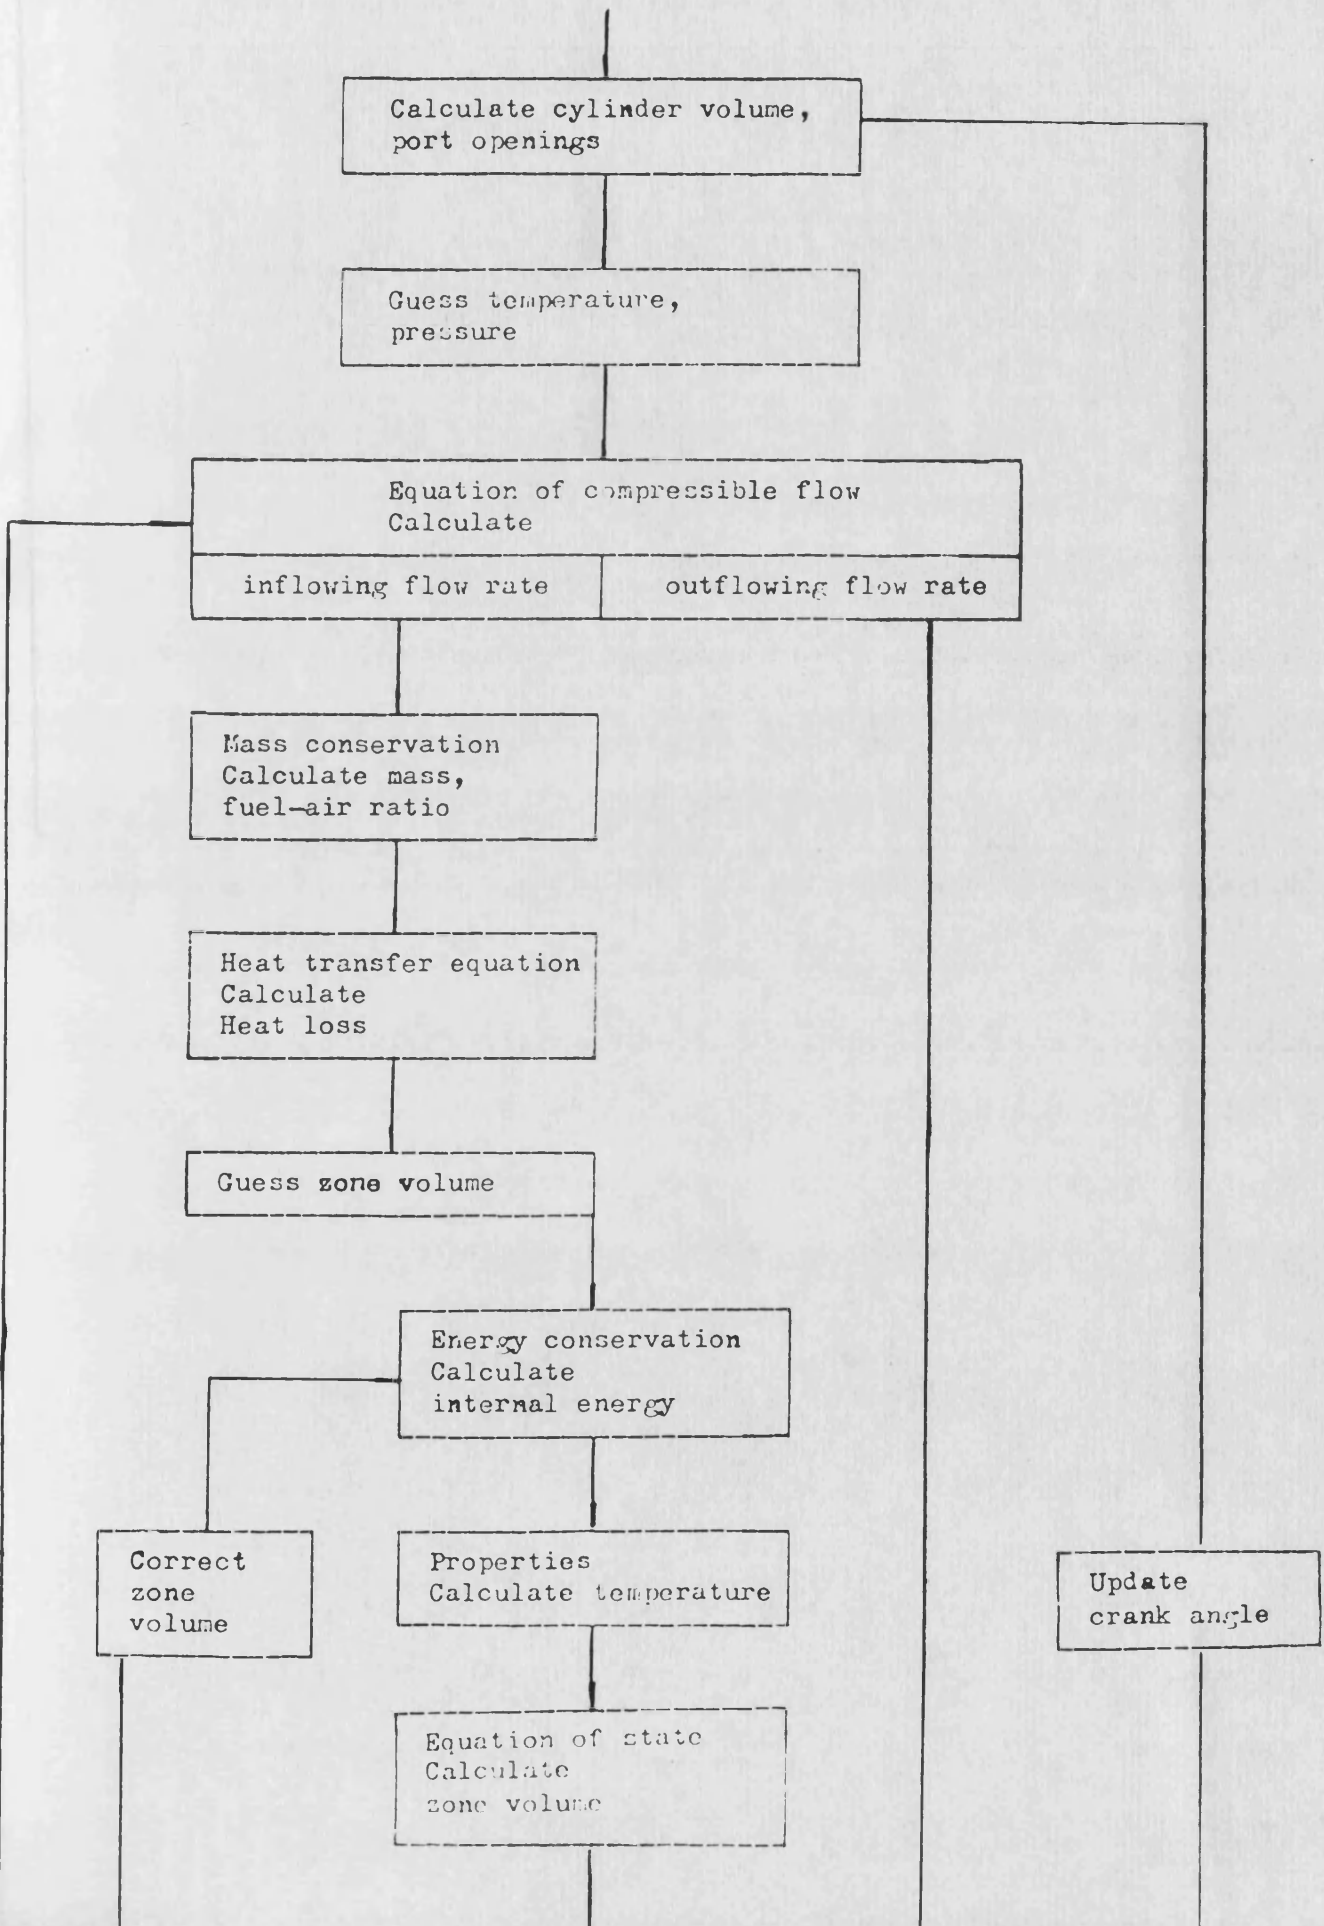 Calculate cylinder volume,
port openings
Guess temperature,
pressure
Equation of compressible flow
Calculate
inflowing flow rate
outflowing flow rate
Mass conservation
Calculate mass,
fuel-air ratio
Heat transfer equation
Calculate
Heat loss
Guess zone volume
Energy conservation
Calculate
internal energy
Correct
zone
volume
Properties
Calculate temperature
Update
crank angle
Equation of state
Calculate
zone volume